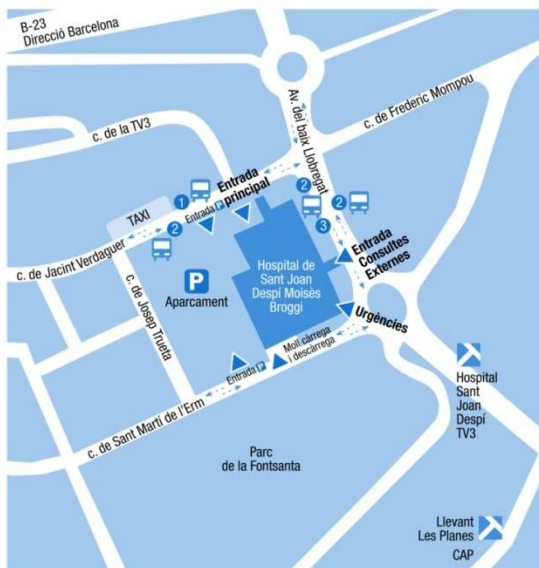 B-23
Direcció Barcelona
Av. del baix Llobregat
c. de Frederic Mompou
c. de la TV3
Entrada
principal
1
TAXI
Entrada P
2
2
2
3
c. de Jacint Verdaguer
Entrada
Consultes
Externes
Hospital de
Sant Joan
Despí Moisès
Broggi
P
Aparcament
c. de Josep Trueta
Urgències
Moll càrrega
i descàrrega
Entrada P
c. de Sant Martí de l'Erm
Hospital
Sant
Joan
Despí
TV3
Parc
de la Fontsanta
Llevant
Les Planes
CAP